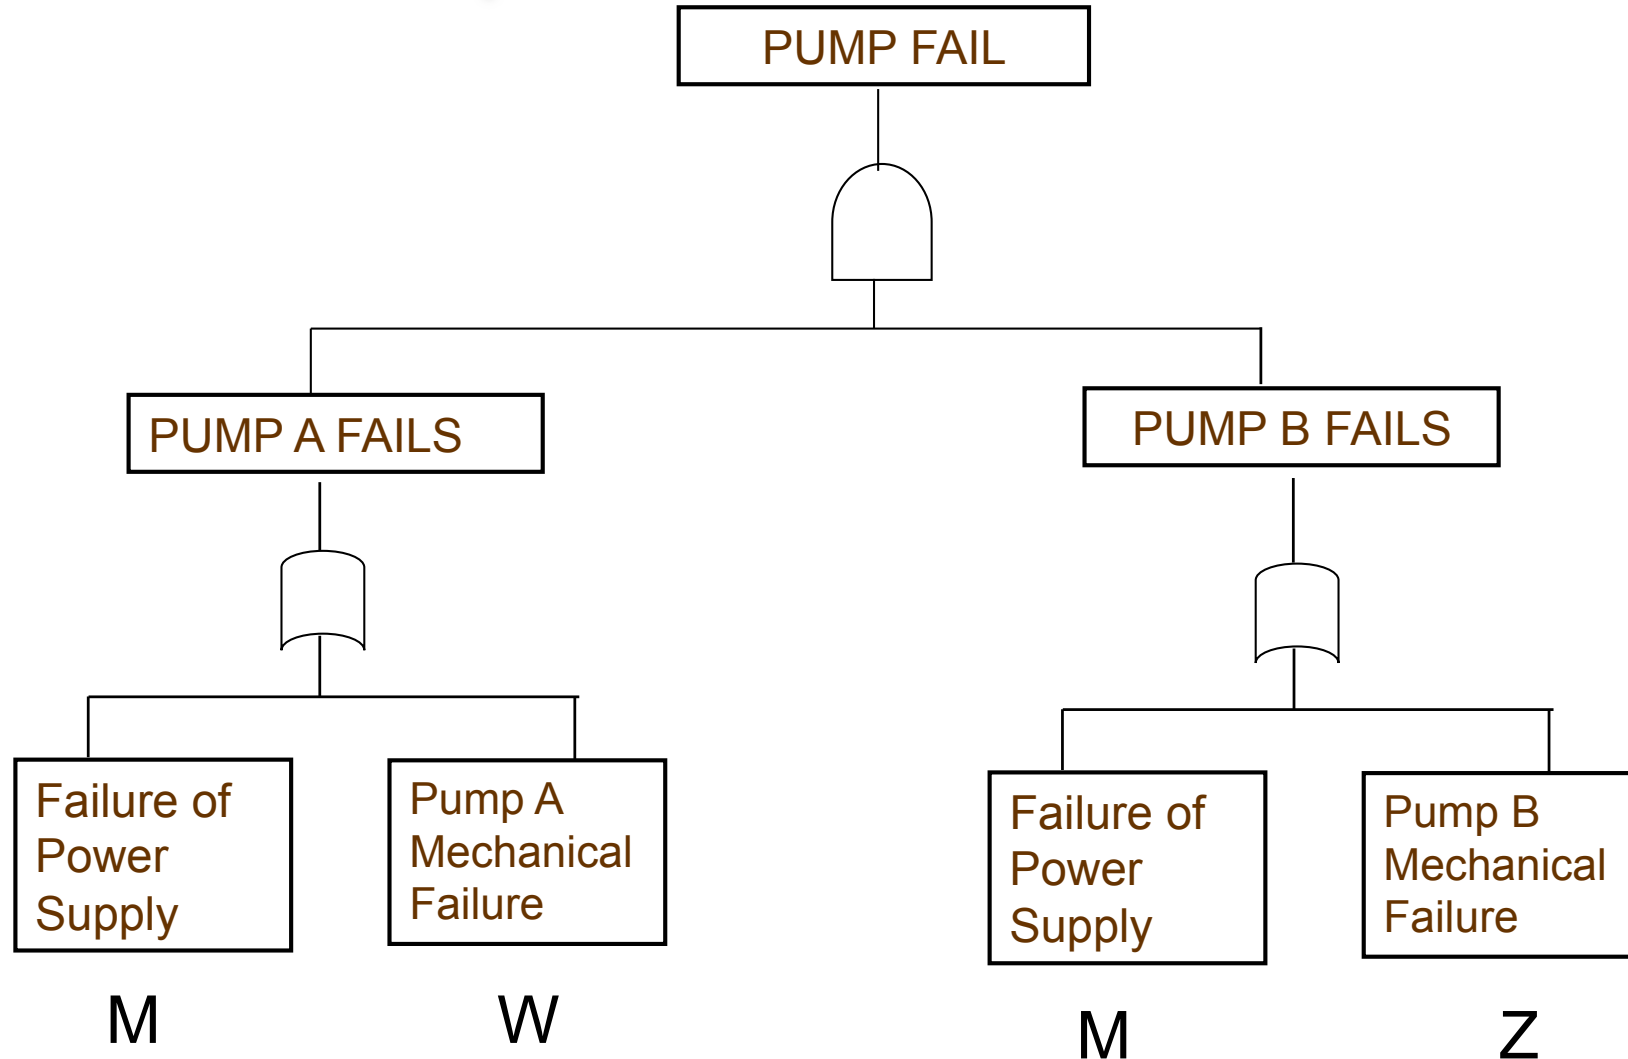 PUMP FAIL
PUMP A FAILS
PUMP B FAILS
Failure of
Power
Supply
Pump A
Mechanical
Failure
Failure of
Power
Supply
Pump B
Mechanical
Failure
M
W
M
Z